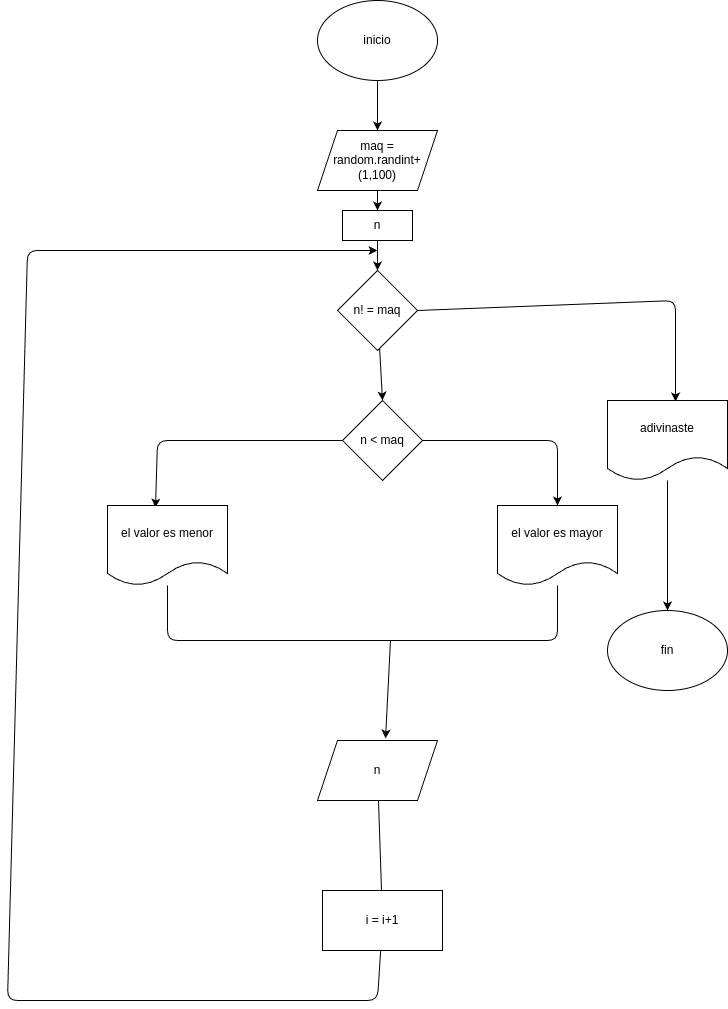 inicio
maq =
random.randint+
(1,100)
n
n! = maq
n < maq
adivinaste
el valor es menor
el valor es mayor
fin
n
i = i+1